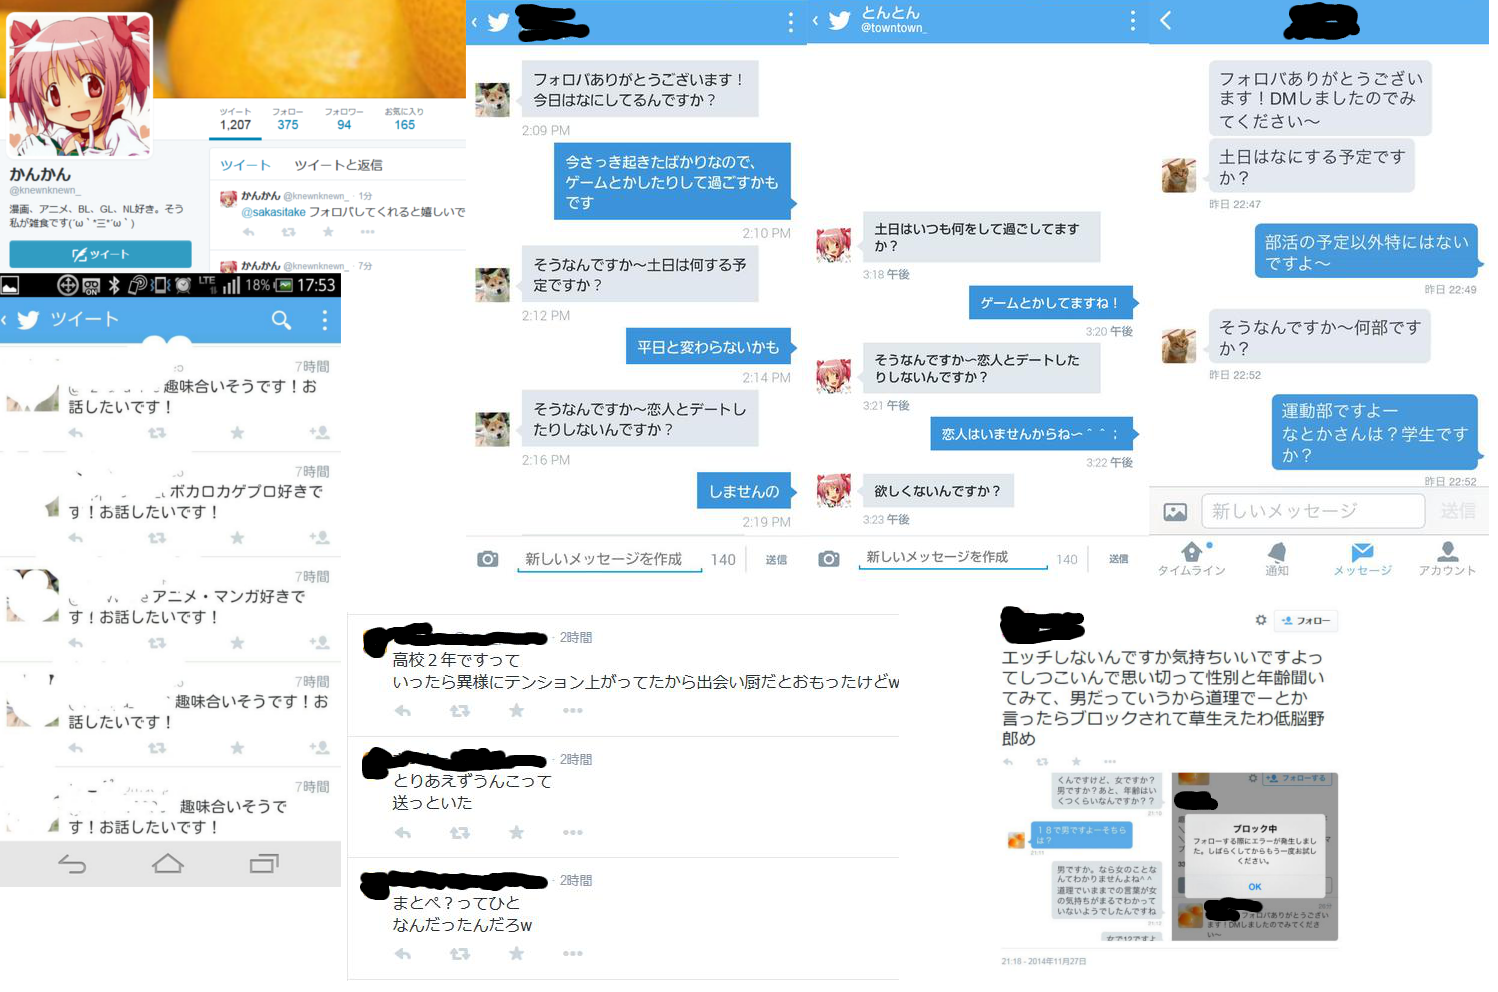 ツイート
1,207
フォロー
375
フォロワー
94
お気に入り
165
かんかん
@knewnknewn_
漫画、アニメ、BL、GL、NL好き。そう
私が雑食です(´ω｀*三*´ω｀)
ツイート
ツイート ツイートと返信
かんかん @knewnknewn_ · 1分
@sakasitake フォロバしてくれると嬉しいで
かんかん @knewnknewn_ · 7分
ON
LTE
18%
17:53
ツイート
7時間
趣味合いそうです！お
話したいです！
7時間
ボカロカゲプロ好きで
す！お話したいです！
7時間
アニメ・マンガ好きで
す！お話したいです！
7時間
趣味合いそうです！お
話したいです！
7時間
趣味合いそうで
す！お話したいです！
フォロバありがとうございます！
今日はなにしてるんですか？
2:09 PM
今さっき起きたばかりなので、
ゲームとかしたりして過ごすかも
です
2:10 PM
そうなんですか～土日は何する予
定ですか？
2:12 PM
平日と変わらないかも
2:14 PM
そうなんですか～恋人とデートし
たりしないんですか？
2:16 PM
しませんの
2:19 PM
新しいメッセージを作成
140
送信
とんとん
@towntown_
土日はいつも何をして過ごしてます
か？
3:18 午後
ゲームとかしてますね！
3:20 午後
そうなんですか～恋人とデートした
りしないんですか？
3:21 午後
恋人はいませんからね～＾＾；
3:22 午後
欲しくないんですか？
3:23 午後
新しいメッセージを作成
140
送信
フォロバありがとうござい
ます！DMしましたのでみ
てください～
土日はなにする予定です
か？
昨日 22:47
部活の予定以外特にはない
ですよ～
昨日 22:49
そうなんですか～何部です
か？
昨日 22:52
運動部ですよー
なとかさんは？学生です
か？
昨日 22:52
新しいメッセージ
送信
タイムライン
通知
メッセージ
アカウント
· 2時間
高校２年ですって
いったら異様にテンション上がってたから出会い厨だとおもったけどw
· 2時間
とりあえずうんこって
送っといた
· 2時間
まとぺ？ってひと
なんだったんだろw
フォロー
エッチしないんですか気持ちいいですよっ
てしつこいんで思い切って性別と年齢聞い
てみて、男だっていうから道理でーとか
言ったらブロックされて草生えたわ低脳野
郎め
くんですけど、女ですか？
男ですか？あと、年齢はい
くつくらいなんですか？？
１８で男ですよーそちら
は？
男ですか。なら女のことな
んてわかりませんよね^^
道理でいままでの言葉が女
の気持ちがまるでわかって
いないようでしたんですね
女で12ですよ
フォローする
ブロック中
フォローする際にエラーが発生しまし
た。しばらくしてからもう一度お試し
ください。
OK
フォロバありがとうござい
ます！DMしましたのでみてくださ
い～
21:18 - 2014年11月27日